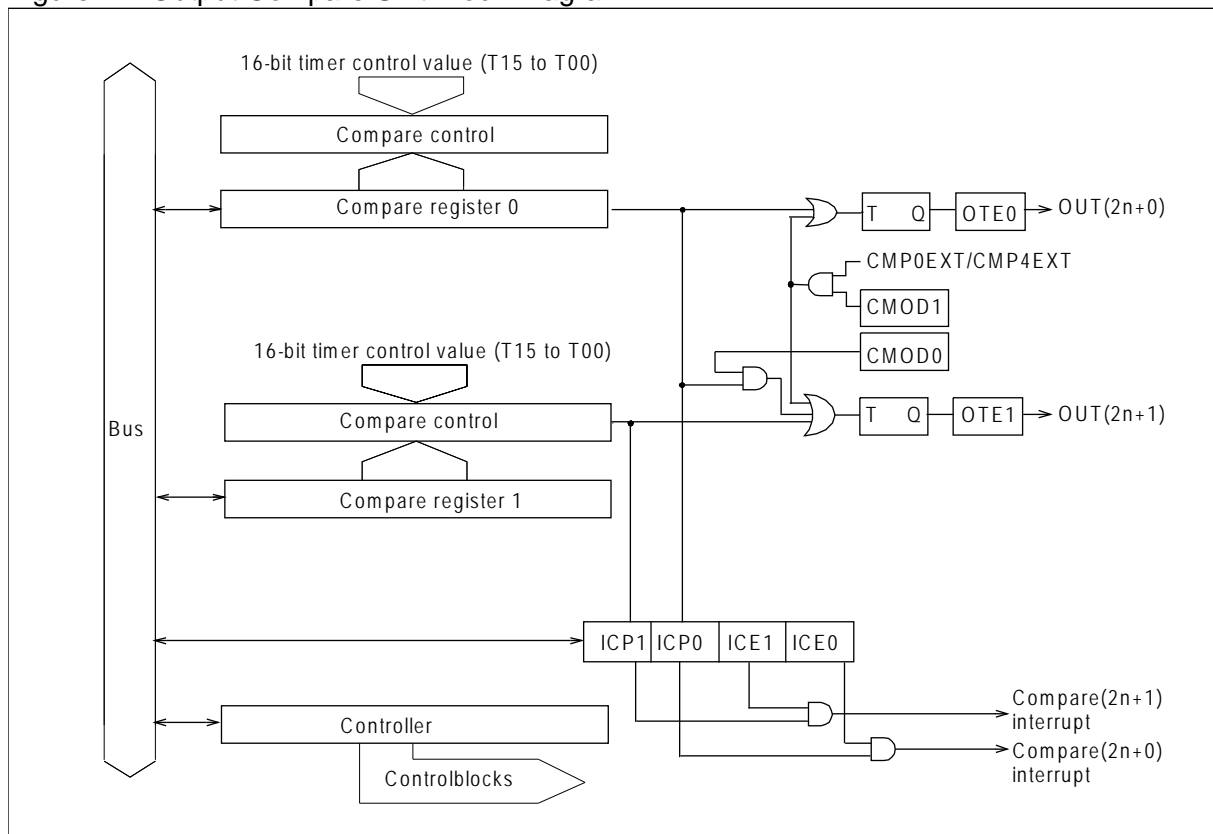 16-bit timer control value (T15 to T00)
Compare control
Compare register 0
T Q
OTE0
OUT(2n+0)
CMP0EXT/CMP4EXT
CMOD1
CMOD0
16-bit timer control value (T15 to T00)
Compare control
T Q
OTE1
OUT(2n+1)
Bus
Compare register 1
ICP1 ICP0 ICE1 ICE0
Compare(2n+1)
interrupt
Controller
Compare(2n+0)
interrupt
Controlblocks